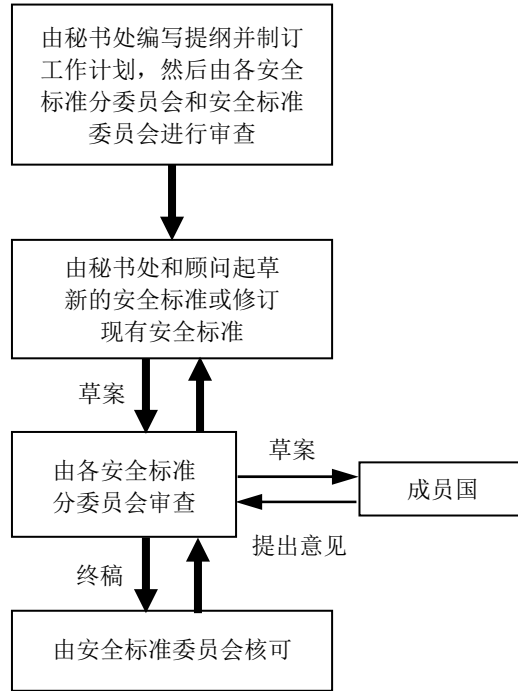 由秘书处编写提纲并制订
工作计划，然后由各安全
标准分委员会和安全标准
委员会进行审查
由秘书处和顾问起草
新的安全标准或修订
现有安全标准
草案
由各安全标准
分委员会审查
草案
成员国
提出意见
终稿
由安全标准委员会核可